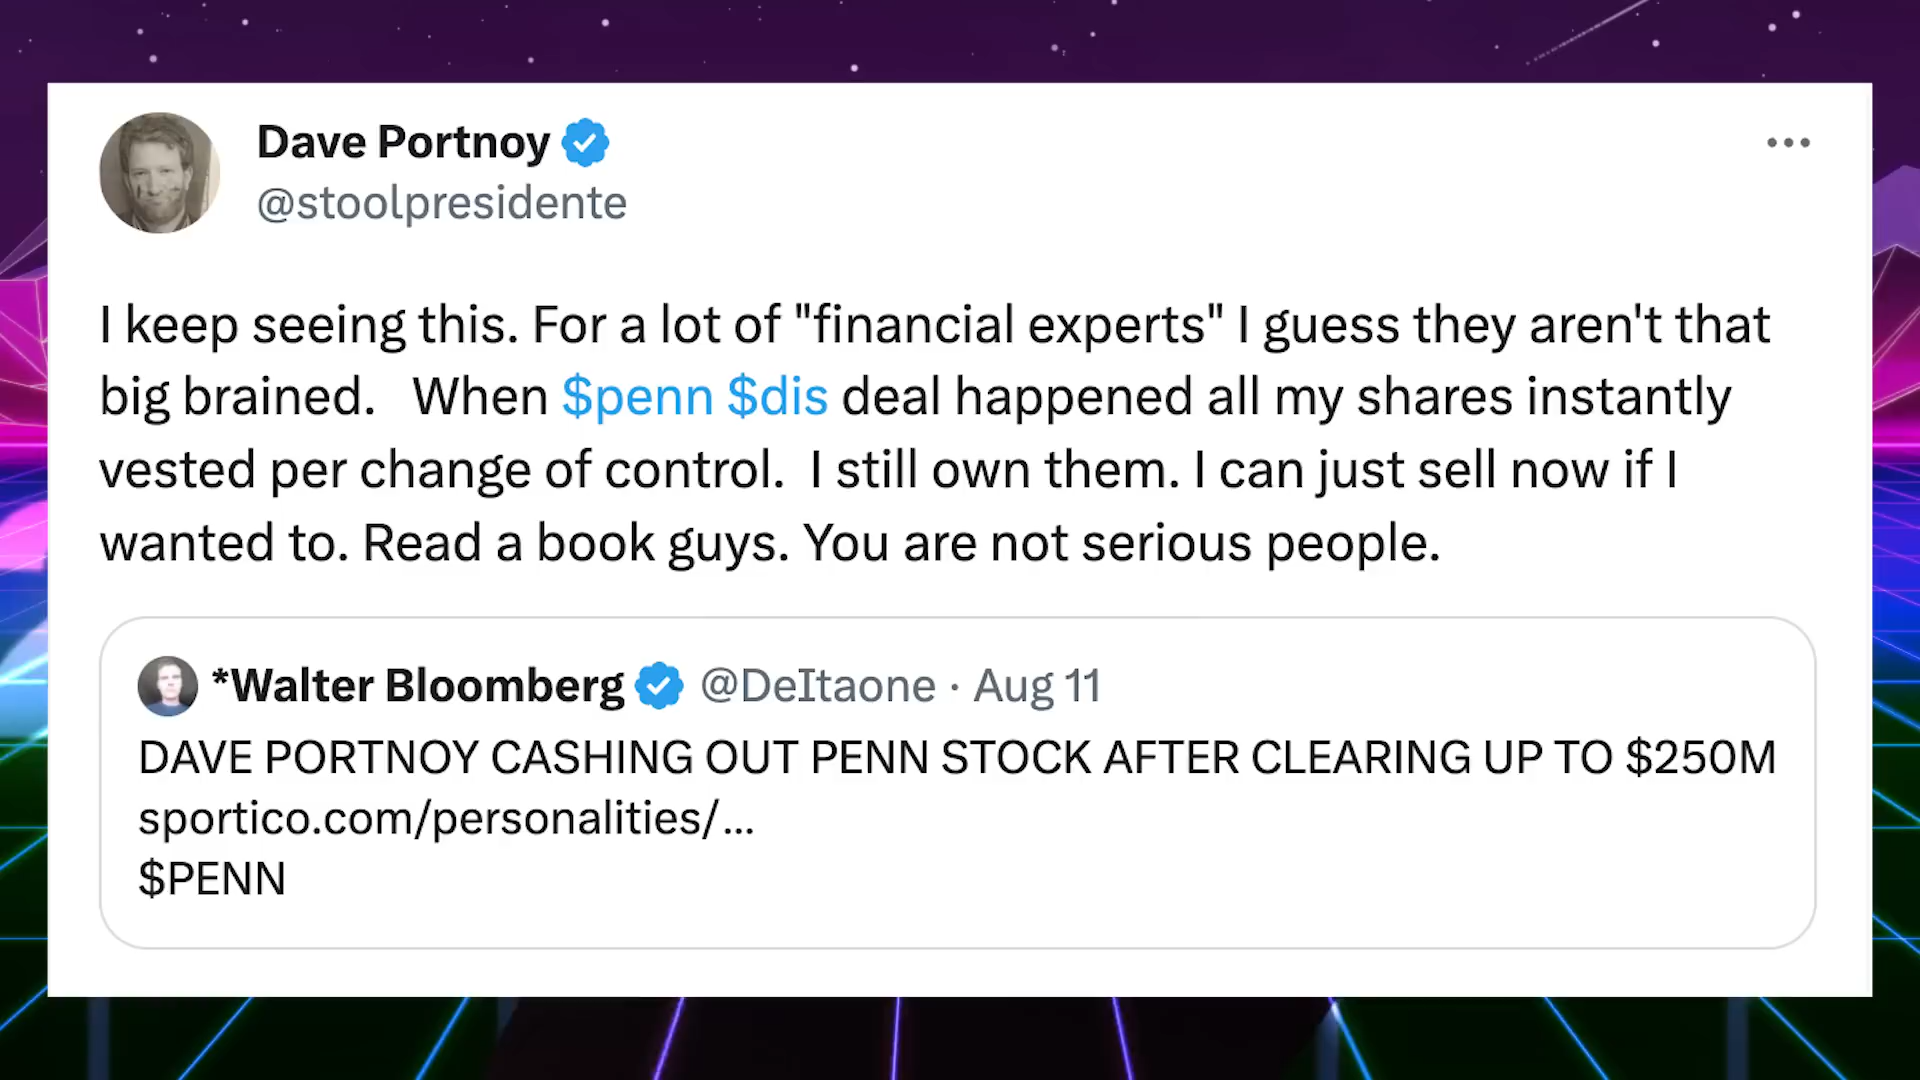 Dave Portnoy
@stoolpresidente
I keep seeing this. For a lot of "financial experts" I guess they aren't that
big brained.   When $penn $dis deal happened all my shares instantly
vested per change of control.  I still own them. I can just sell now if I
wanted to. Read a book guys. You are not serious people.
*Walter Bloomberg @DeItaone · Aug 11
DAVE PORTNOY CASHING OUT PENN STOCK AFTER CLEARING UP TO $250M
sportico.com/personalities/...
$PENN